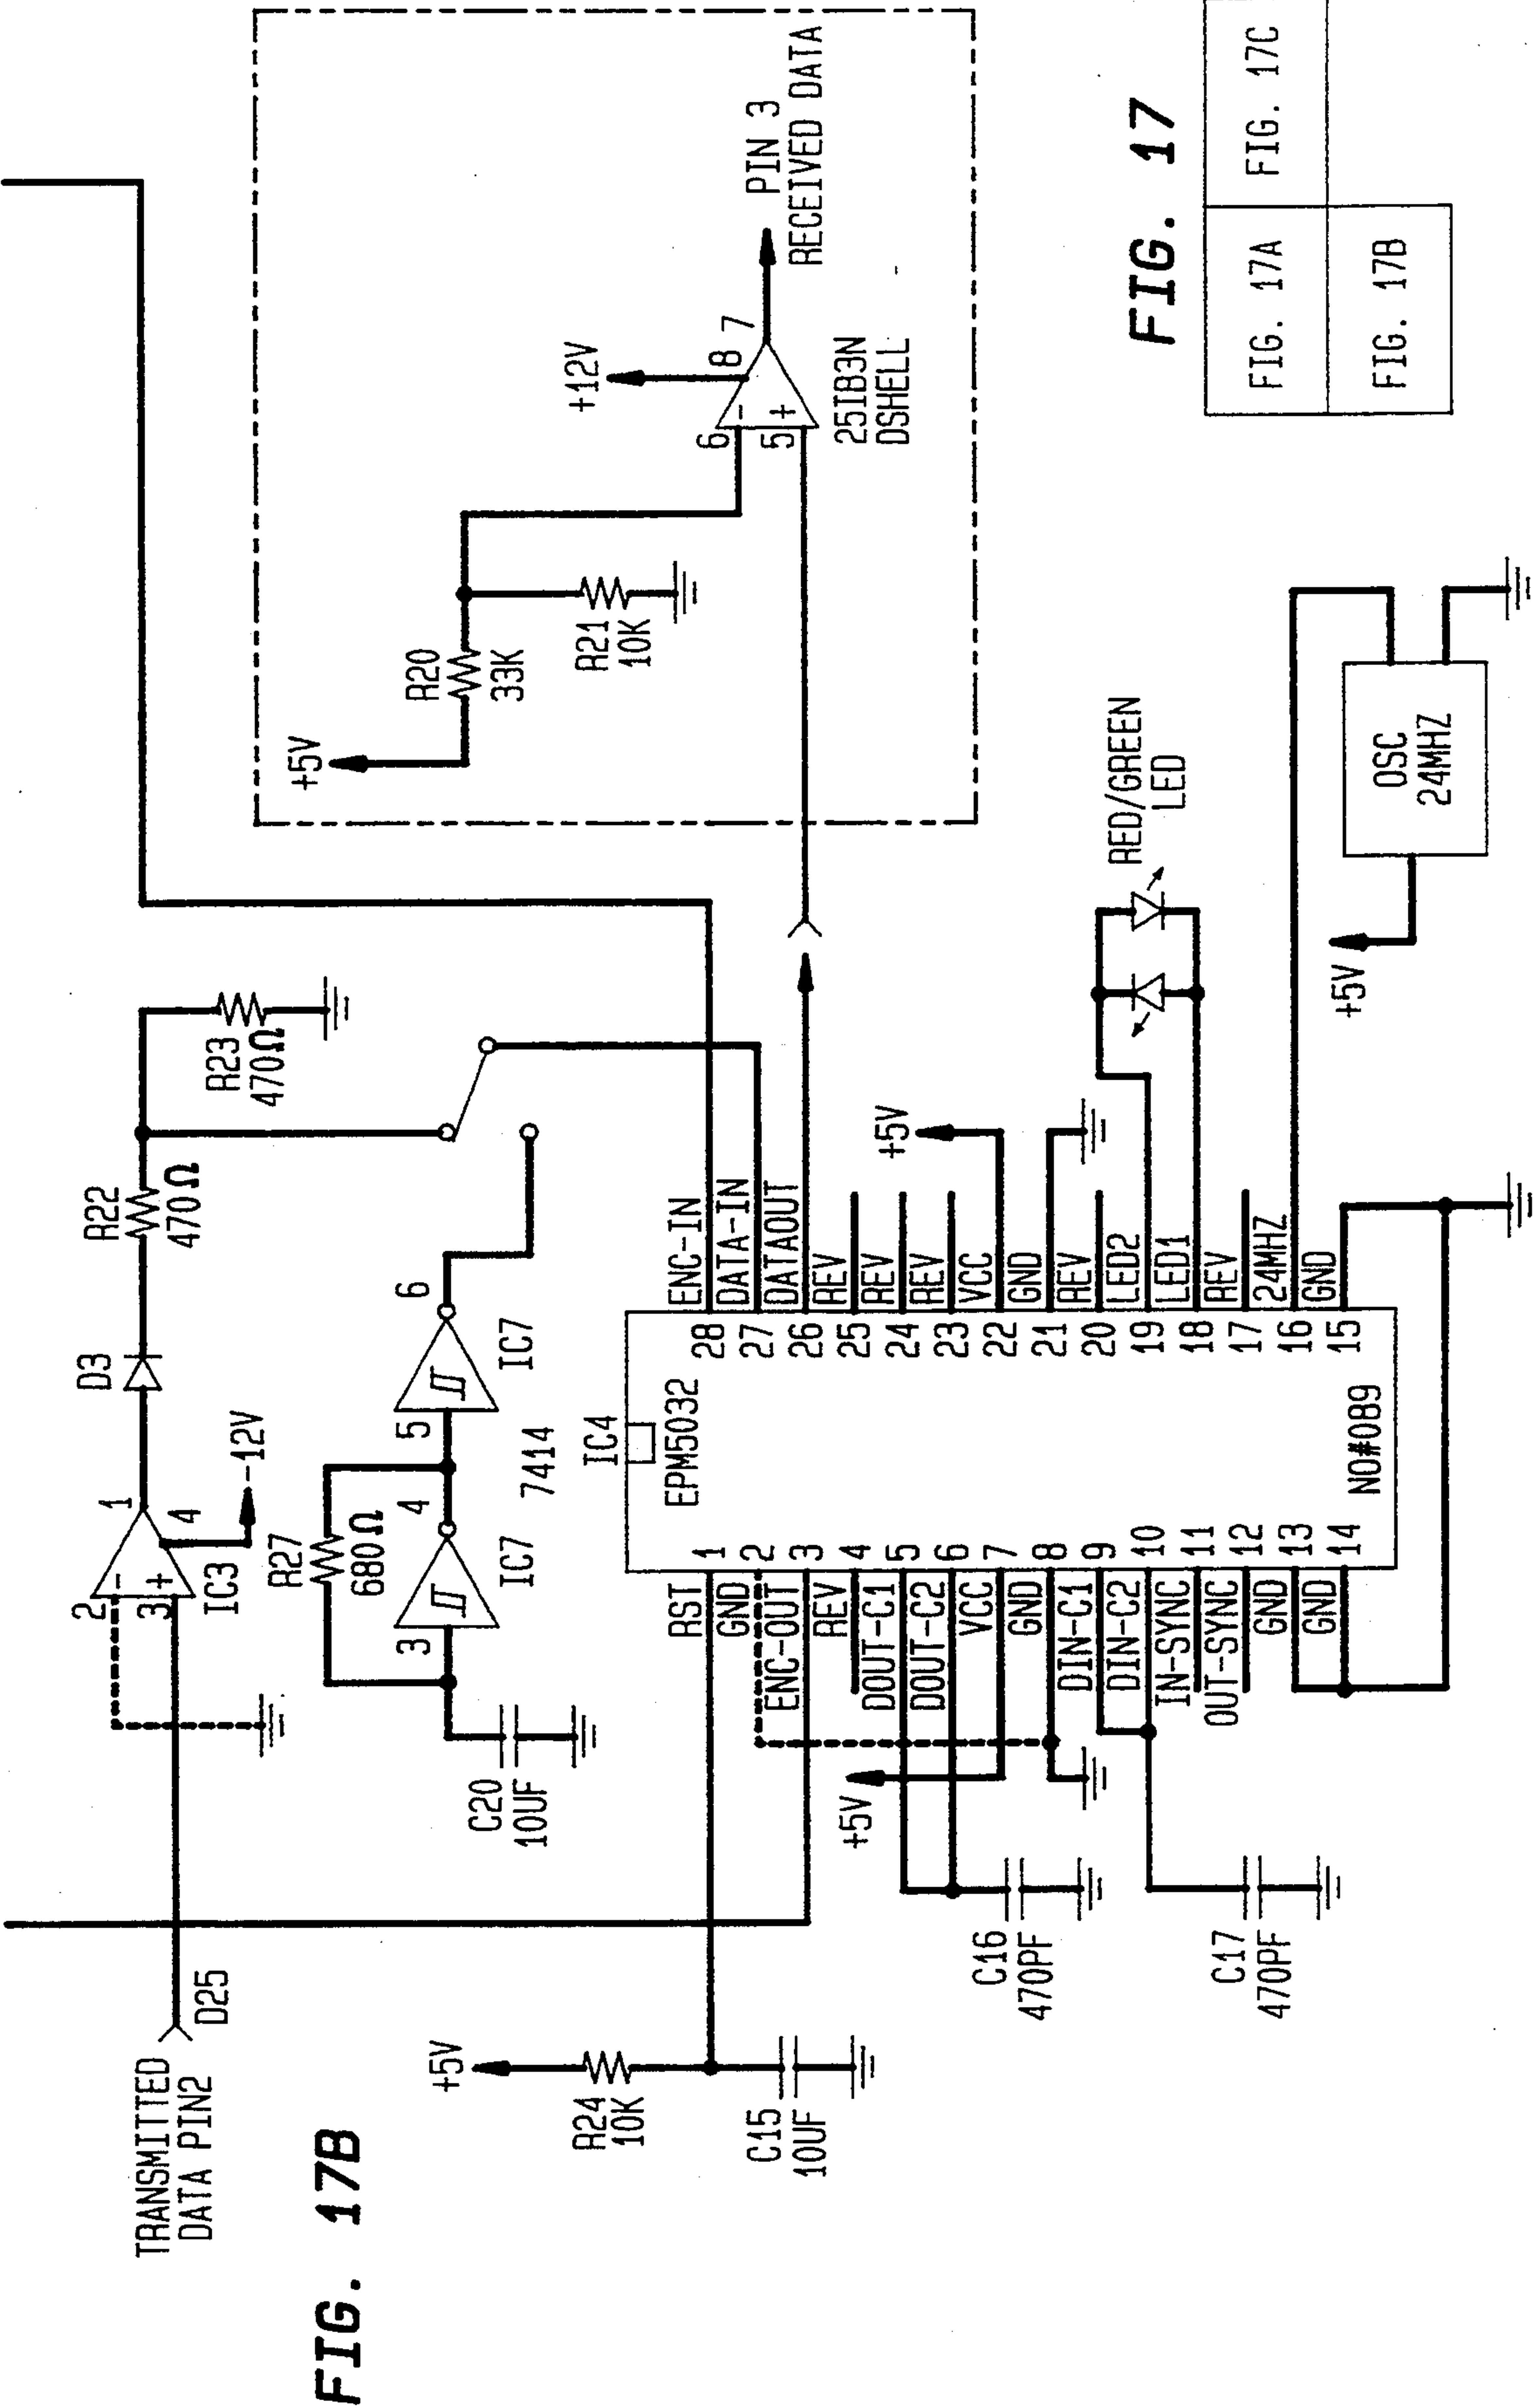 FIG. 17B
TRANSMITTED
DATA PIN2
D25
2
-
3
+
1
4
IC3
-12V
D3
R22
470Ω
R23
470Ω
R27
680Ω
3
4
IC7
7414
5
6
IC7
C20
10UF
+5V
R24
10K
C15
10UF
+5V
C16
470PF
C17
470PF
IC4
EPM5032
NO#0B9
RST
1
GND
2
ENC-OUT
3
REV
4
DOUT-C1
5
DOUT-C2
6
VCC
7
GND
8
DIN-C1
9
DIN-C2
10
IN-SYNC
11
OUT-SYNC
12
GND
13
GND
14
28
ENC-IN
27
DATA-IN
26
DATAOUT
25
REV
24
REV
23
REV
22
VCC
21
GND
20
REV
19
LED2
18
LED1
17
REV
16
24MHZ
15
GND
+5V
RED/GREEN
LED
+5V
OSC
24MHZ
+5V
R20
33K
R21
10K
+12V
6
-
5
+
8
7
25IB3N
DSHELL
PIN 3
RECEIVED DATA
FIG. 17
FIG. 17A
FIG. 17C
FIG. 17B